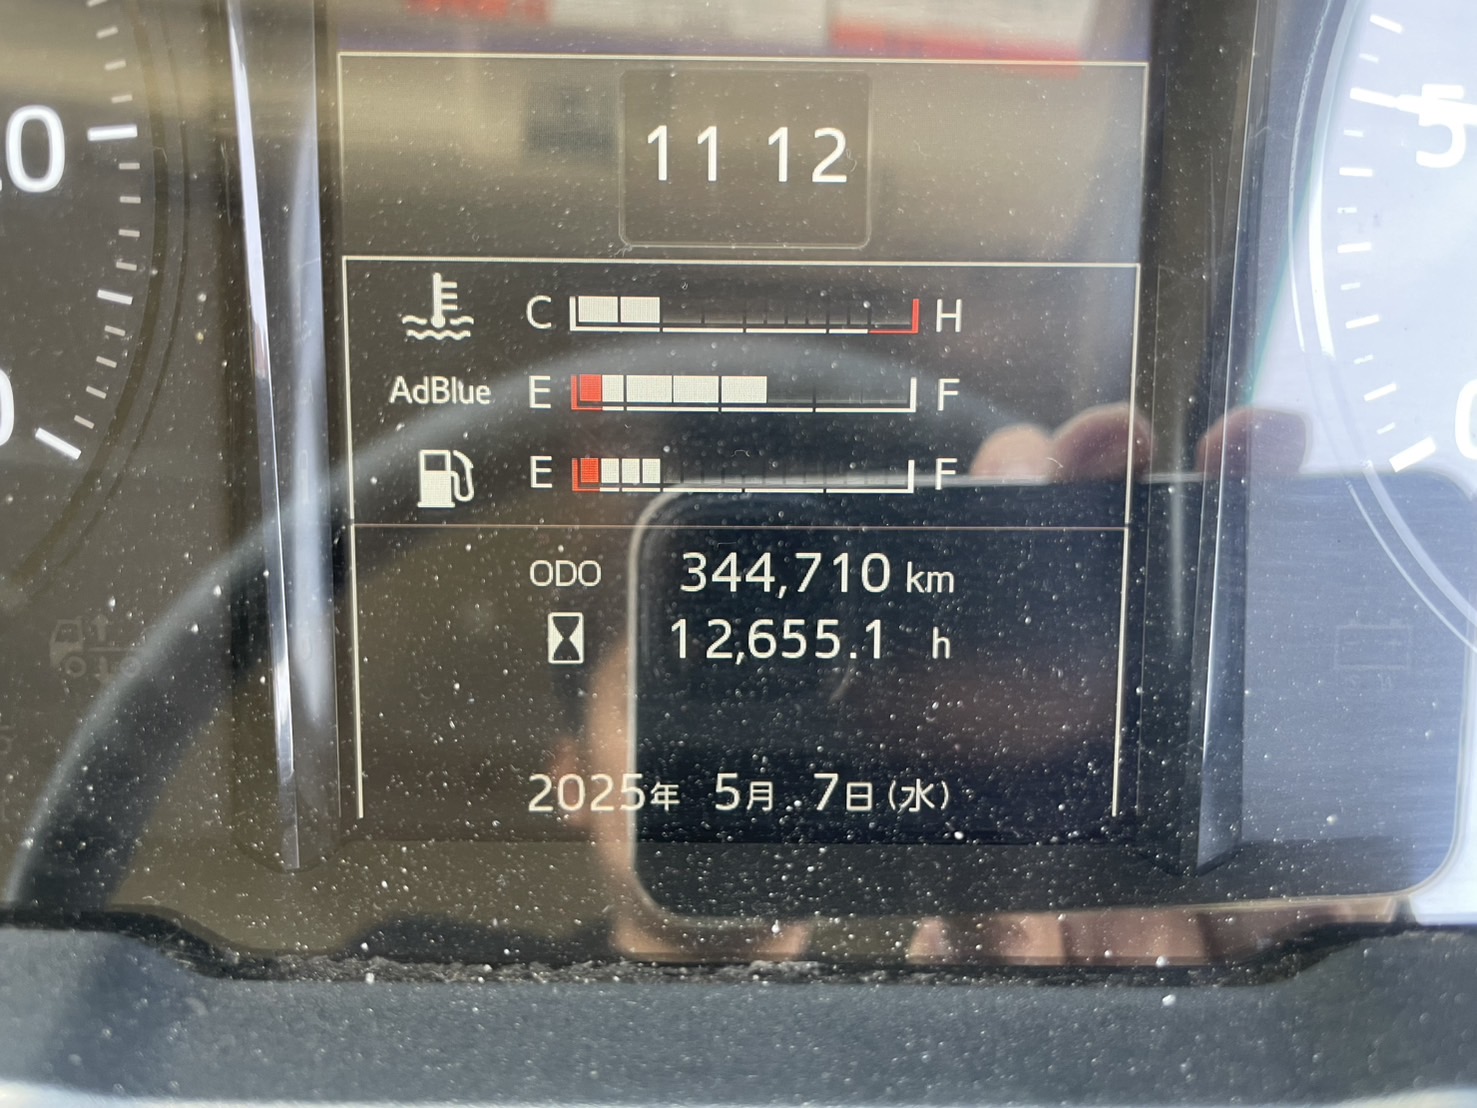 11 12
C H
AdBlue E F
E F
ODO 344,710 km
12,655.1 h
2025年 5月 7日(水)